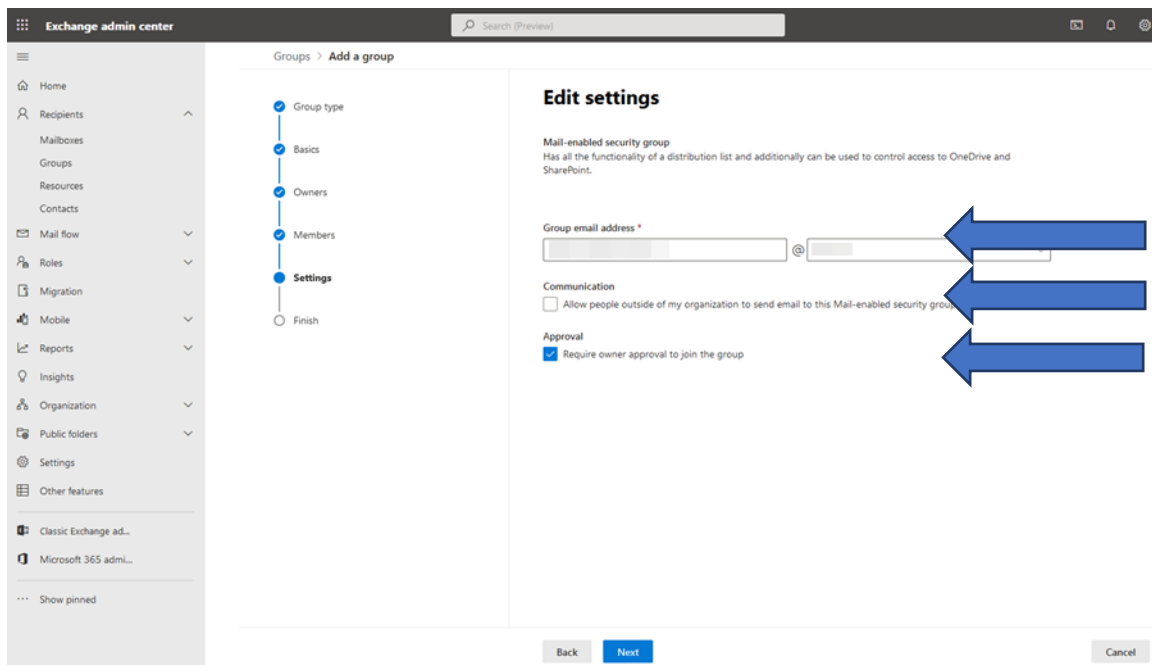 Exchange admin center
Search (Preview)
Groups > Add a group
Home
Recipients
Mailboxes
Groups
Resources
Contacts
Mail flow
Roles
Migration
Mobile
Reports
Insights
Organization
Public folders
Settings
Other features
Classic Exchange ad...
Microsoft 365 admi...
Show pinned
Group type
Basics
Owners
Members
Settings
Finish
Edit settings
Mail-enabled security group
Has all the functionality of a distribution list and additionally can be used to control access to OneDrive and
SharePoint.
Group email address *
@
Communication
Allow people outside of my organization to send email to this Mail-enabled security group
Approval
Require owner approval to join the group
Back
Next
Cancel